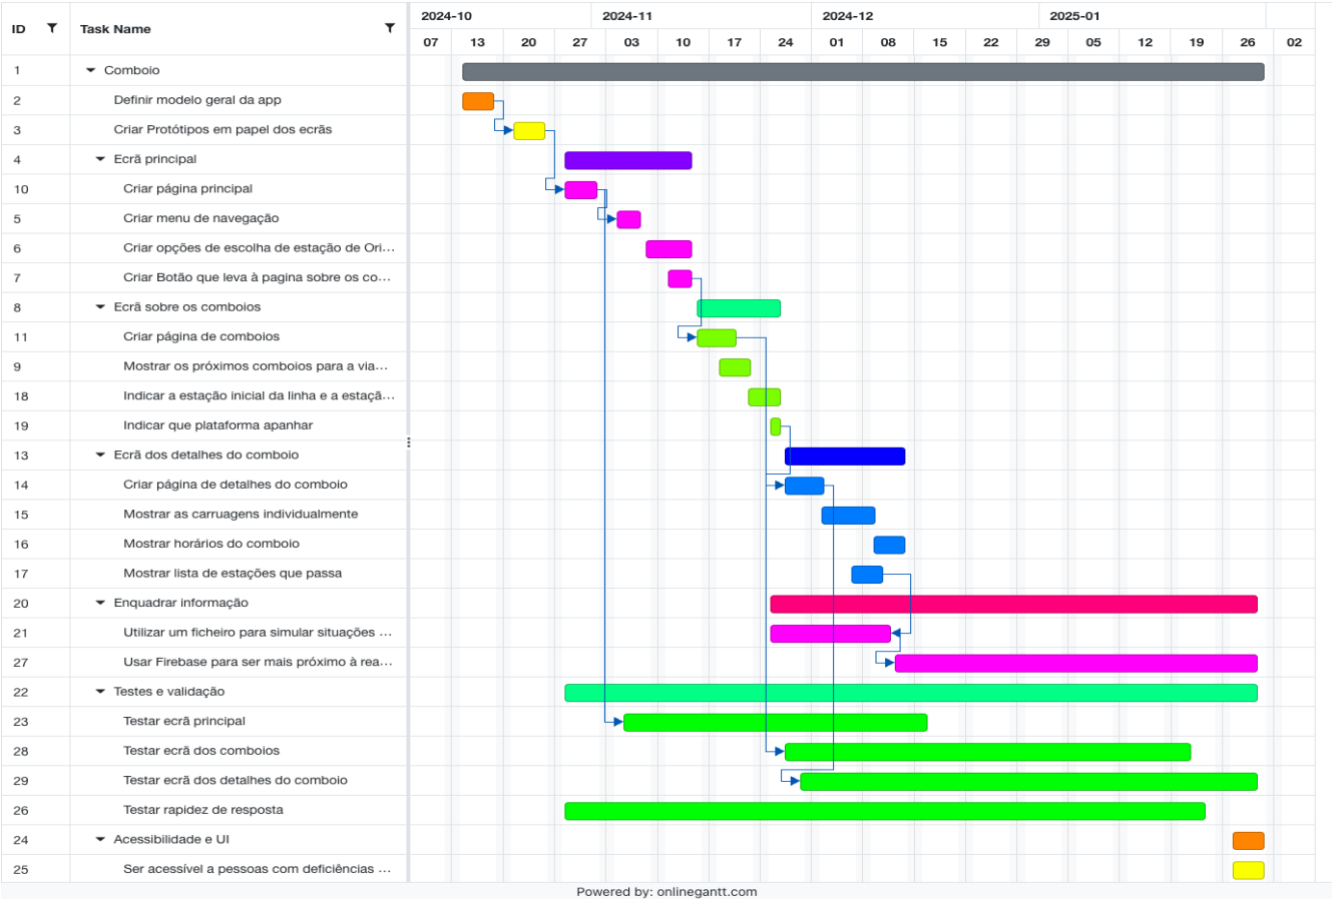 ID Task Name 2024-10 2024-11 2024-12 2025-01
07 13 20 27 03 10 17 24 01 08 15 22 29 05 12 19 26 02
1 Comboio
2 Definir modelo geral da app
3 Criar Protótipos em papel dos ecrãs
4 Ecrã principal
10 Criar página principal
5 Criar menu de navegação
6 Criar opções de escolha de estação de Ori...
7 Criar Botão que leva à pagina sobre os co...
8 Ecrã sobre os comboios
11 Criar página de comboios
9 Mostrar os próximos comboios para a via...
18 Indicar a estação inicial da linha e a estaçã...
19 Indicar que plataforma apanhar
13 Ecrã dos detalhes do comboio
14 Criar página de detalhes do comboio
15 Mostrar as carruagens individualmente
16 Mostrar horários do comboio
17 Mostrar lista de estações que passa
20 Enquadrar informação
21 Utilizar um ficheiro para simular situações ...
27 Usar Firebase para ser mais próximo à rea...
22 Testes e validação
23 Testar ecrã principal
28 Testar ecrã dos comboios
29 Testar ecrã dos detalhes do comboio
26 Testar rapidez de resposta
24 Acessibilidade e UI
25 Ser acessível a pessoas com deficiências ...
Powered by: onlinegantt.com